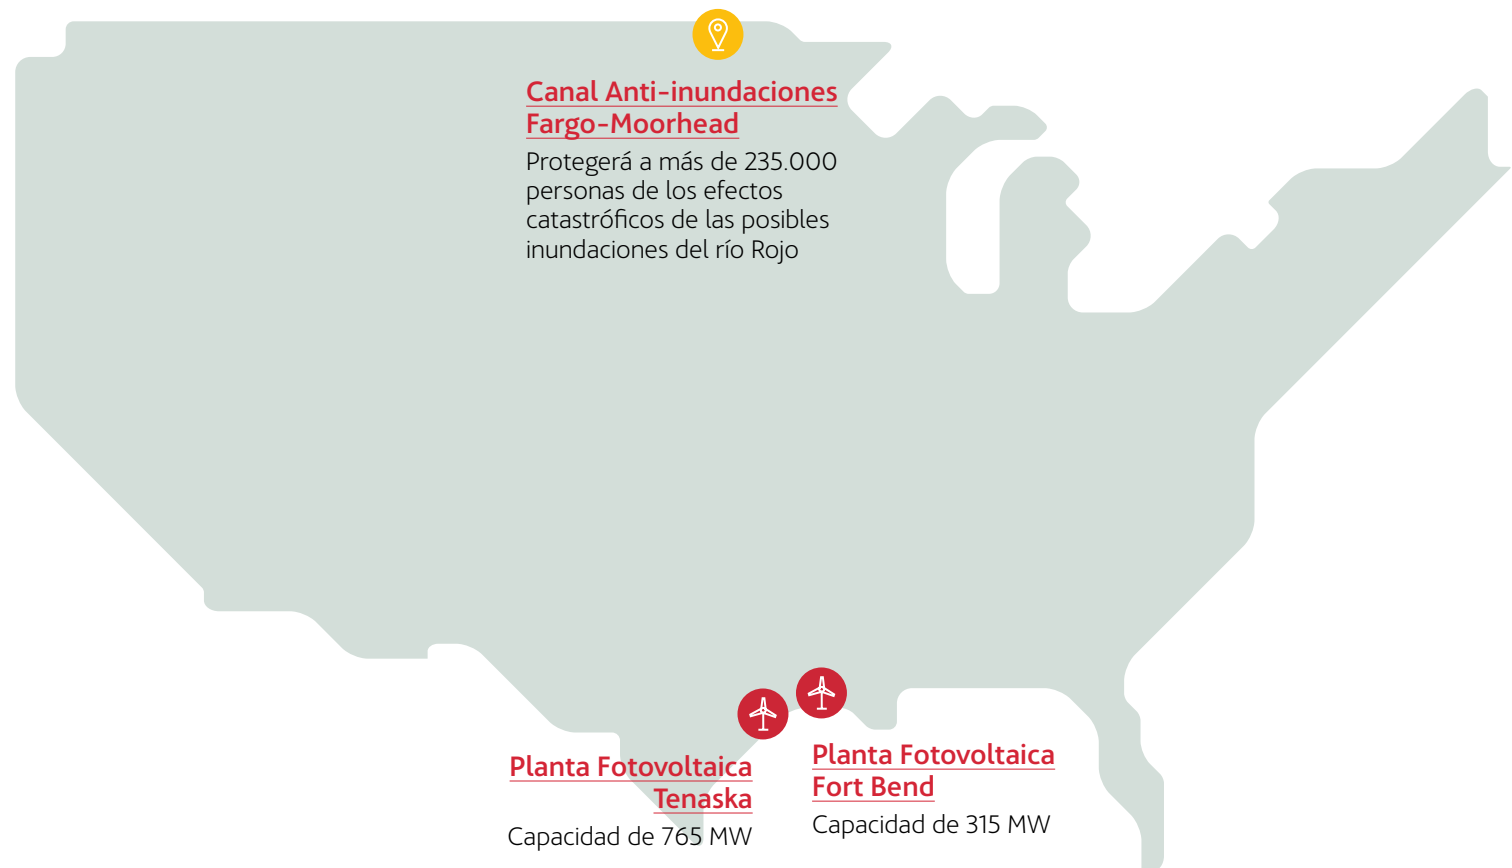 Canal Anti-inundaciones
Fargo-Moorhead
Protegerá a más de 235.000
personas de los efectos
catastróficos de las posibles
inundaciones del río Rojo
Planta Fotovoltaica
Tenaska
Capacidad de 765 MW
Planta Fotovoltaica
Fort Bend
Capacidad de 315 MW